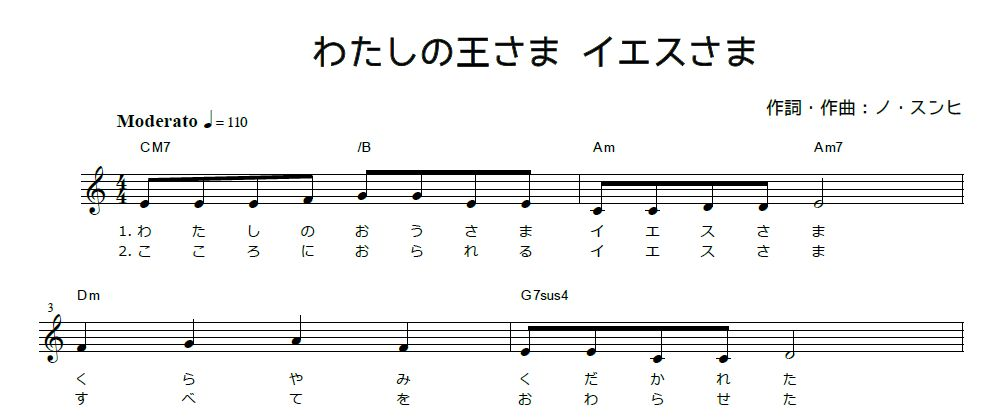 わたしの王さま イエスさま
作詞・作曲：ノ・スンヒ
Moderato ♩= 110
CM7 /B Am Am7
4
4
1. わ た し の お う さ ま イ エ ス さ ま
2. こ こ ろ に お ら れ る イ エ ス さ ま
Dm G7sus4
3
く ら や み く だ か れ た
す べ て を お わ ら せ た